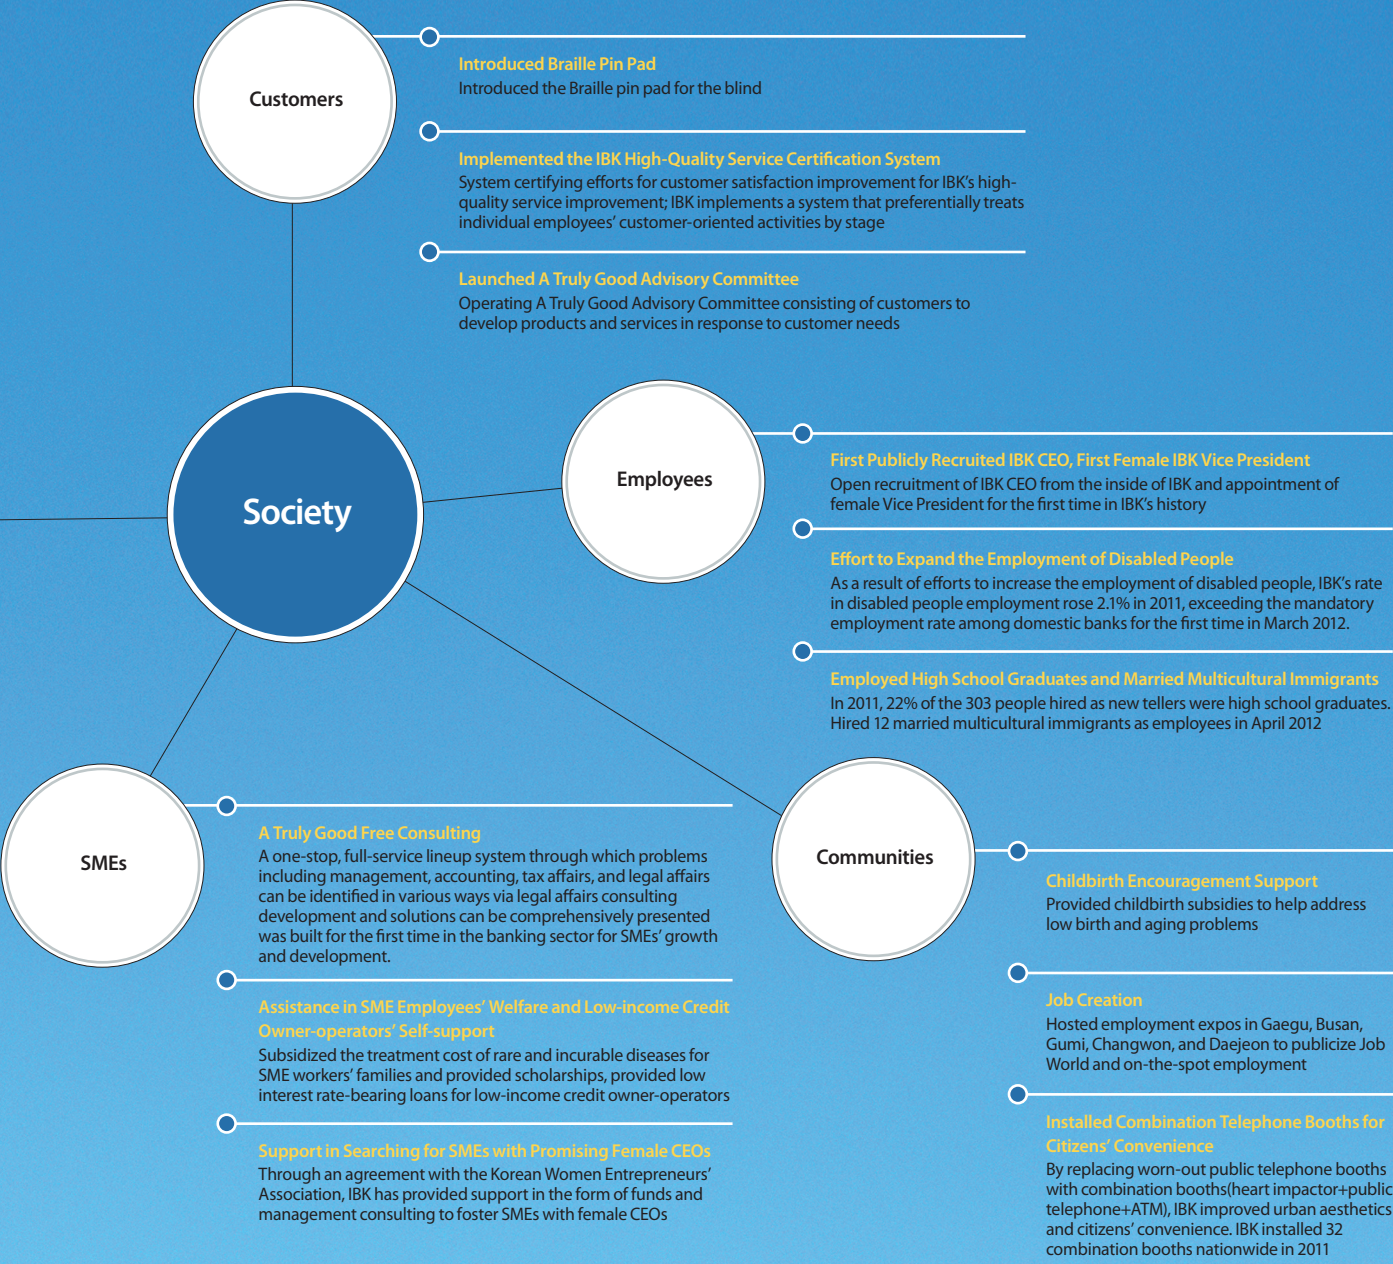 Customers
Introduced Braille Pin Pad
Introduced the Braille pin pad for the blind
Implemented the IBK High-Quality Service Certification System
System certifying efforts for customer satisfaction improvement for IBK's high-
quality service improvement; IBK implements a system that preferentially treats
individual employees' customer-oriented activities by stage
Launched A Truly Good Advisory Committee
Operating A Truly Good Advisory Committee consisting of customers to
develop products and services in response to customer needs
Society
Employees
First Publicly Recruited IBK CEO, First Female IBK Vice President
Open recruitment of IBK CEO from the inside of IBK and appointment of
female Vice President for the first time in IBK's history
Effort to Expand the Employment of Disabled People
As a result of efforts to increase the employment of disabled people, IBK's rate
in disabled people employment rose 2.1% in 2011, exceeding the mandatory
employment rate among domestic banks for the first time in March 2012.
Employed High School Graduates and Married Multicultural Immigrants
In 2011, 22% of the 303 people hired as new tellers were high school graduates.
Hired 12 married multicultural immigrants as employees in April 2012
SMEs
A Truly Good Free Consulting
A one-stop, full-service lineup system through which problems
including management, accounting, tax affairs, and legal affairs
can be identified in various ways via legal affairs consulting
development and solutions can be comprehensively presented
was built for the first time in the banking sector for SMEs' growth
and development.
Assistance in SME Employees' Welfare and Low-income Credit
Owner-operators' Self-support
Subsidized the treatment cost of rare and incurable diseases for
SME workers' families and provided scholarships, provided low
interest rate-bearing loans for low-income credit owner-operators
Support in Searching for SMEs with Promising Female CEOs
Through an agreement with the Korean Women Entrepreneurs'
Association, IBK has provided support in the form of funds and
management consulting to foster SMEs with female CEOs
Communities
Childbirth Encouragement Support
Provided childbirth subsidies to help address
low birth and aging problems
Job Creation
Hosted employment expos in Gaegu, Busan,
Gumi, Changwon, and Daejeon to publicize Job
World and on-the-spot employment
Installed Combination Telephone Booths for
Citizens' Convenience
By replacing worn-out public telephone booths
with combination booths(heart impactor+public
telephone+ATM), IBK improved urban aesthetics
and citizens' convenience. IBK installed 32
combination booths nationwide in 2011